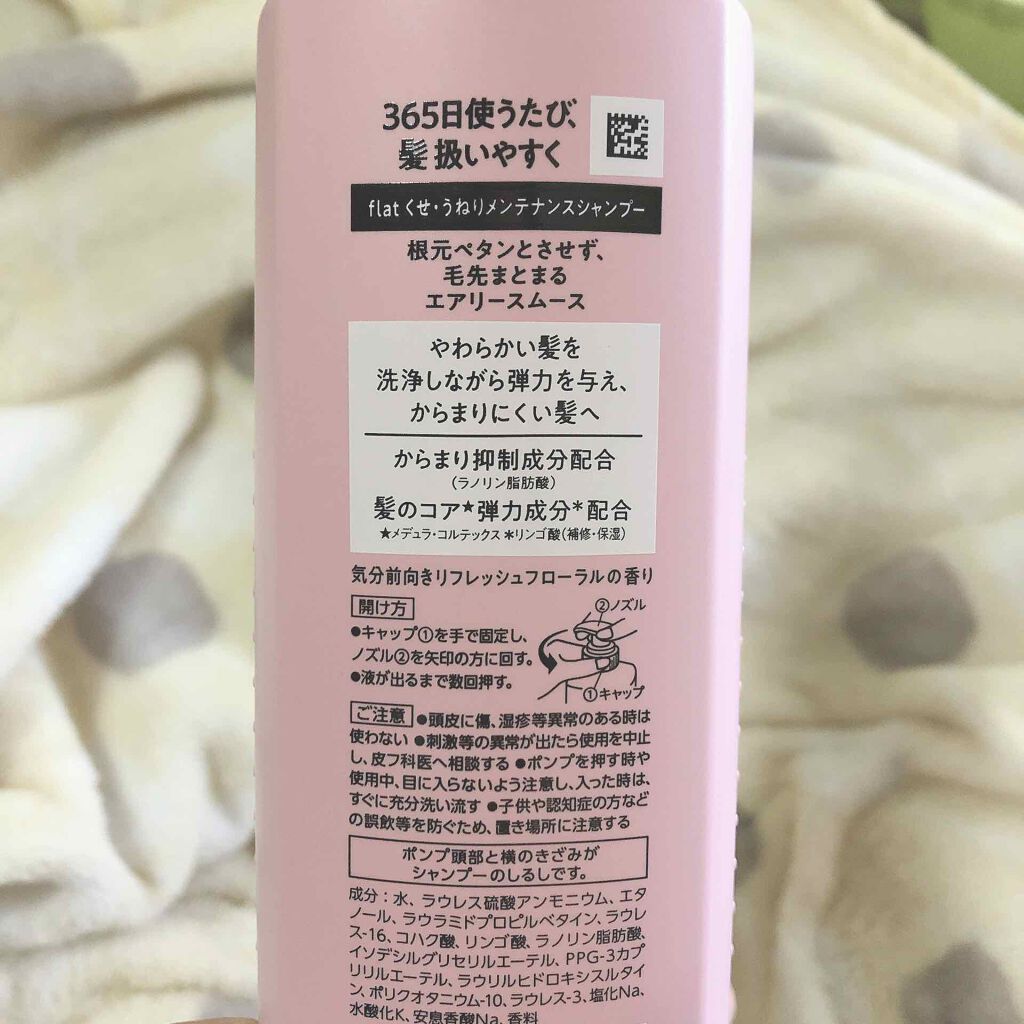 365日使うたび、
髪 扱いやすく
flat くせ・うねりメンテナンスシャンプー
根元ペタンとさせず、
毛先まとまる
エアリースムース
やわらかい髪を
洗浄しながら弾力を与え、
からまりにくい髪へ
からまり抑制成分配合
（ラノリン脂肪酸）
髪のコア★弾力成分＊配合
★メデュラ・コルテックス ＊リンゴ酸（補修・保湿）
気分前向きリフレッシュフローラルの香り
開け方
●キャップ①を手で固定し、
ノズル②を矢印の方に回す。
●液が出るまで数回押す。
②ノズル
①キャップ
ご注意 ●頭皮に傷、湿疹等異常のある時は
使わない ●刺激等の異常が出たら使用を中止
し、皮フ科医へ相談する ●ポンプを押す時や
使用中、目に入らないよう注意し、入った時は、
すぐに充分洗い流す ●子供や認知症の方など
の誤飲等を防ぐため、置き場所に注意する
ポンプ頭部と横のきざみが
シャンプーのしるしです。
成分：水、ラウレス硫酸アンモニウム、エタ
ノール、ラウラミドプロピルベタイン、ラウレ
ス-16、コハク酸、リンゴ酸、ラノリン脂肪酸、
イソデシルグリセリルエーテル、PPG-3カプ
リリルエーテル、ラウリルヒドロキシスルタイ
ン、ポリクオタニウム-10、ラウレス-3、塩化Na、
水酸化K、安息香酸Na、香料